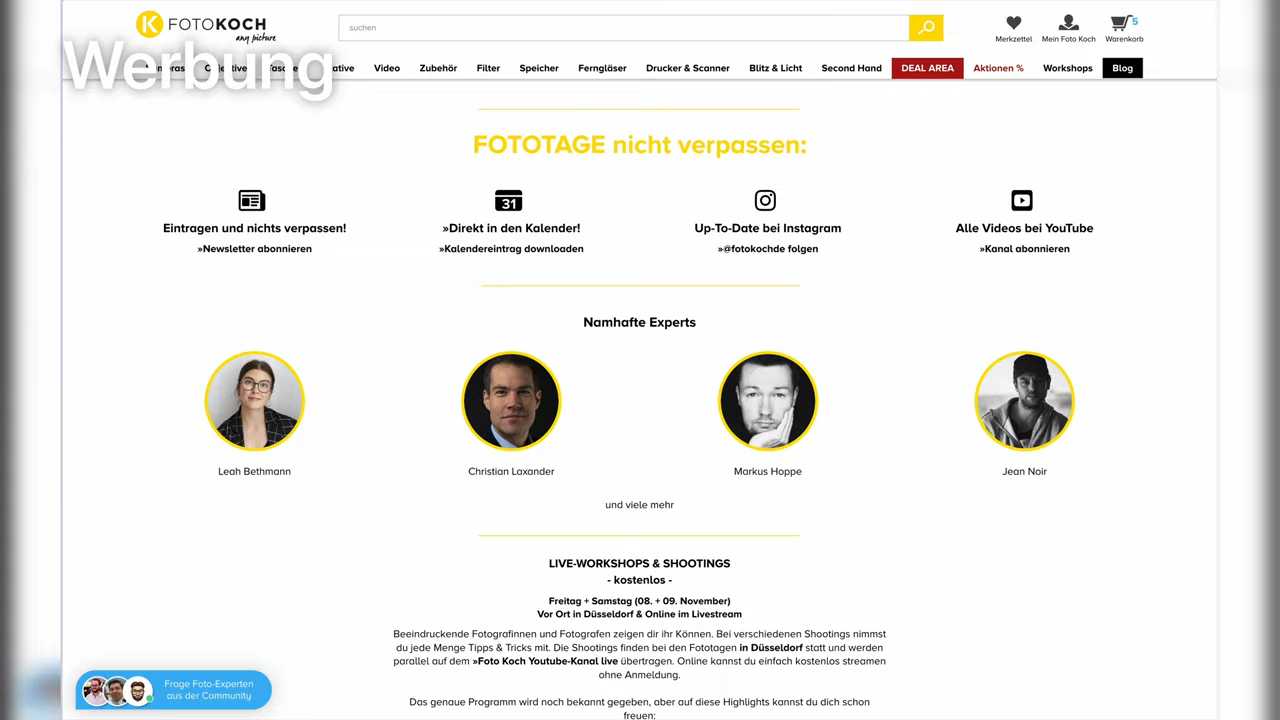 FOTOKOCH
any picture
suchen
Merkzettel
Mein Foto Koch
5
Warenkorb
Werbung
Video Zubehör Filter Speicher Ferngläser Drucker & Scanner Blitz & Licht Second Hand DEAL AREA Aktionen % Workshops Blog
FOTOTAGE nicht verpassen:
31
Eintragen und nichts verpassen!
»Newsletter abonnieren
»Direkt in den Kalender!
»Kalendereintrag downloaden
Up-To-Date bei Instagram
»@fotokochde folgen
Alle Videos bei YouTube
»Kanal abonnieren
Namhafte Experts
Leah Bethmann
Christian Laxander
Markus Hoppe
Jean Noir
und viele mehr
LIVE-WORKSHOPS & SHOOTINGS
- kostenlos -
Freitag + Samstag (08. + 09. November)
Vor Ort in Düsseldorf & Online im Livestream
Beeindruckende Fotografinnen und Fotografen zeigen dir ihr Können. Bei verschiedenen Shootings nimmst
du jede Menge Tipps & Tricks mit. Die Shootings finden bei den Fototagen in Düsseldorf statt und werden
parallel auf dem »Foto Koch Youtube-Kanal live übertragen. Online kannst du einfach kostenlos streamen
ohne Anmeldung.
Das genaue Programm wird noch bekannt gegeben, aber auf diese Highlights kannst du dich schon
freuen:
Frage Foto-Experten
aus der Community